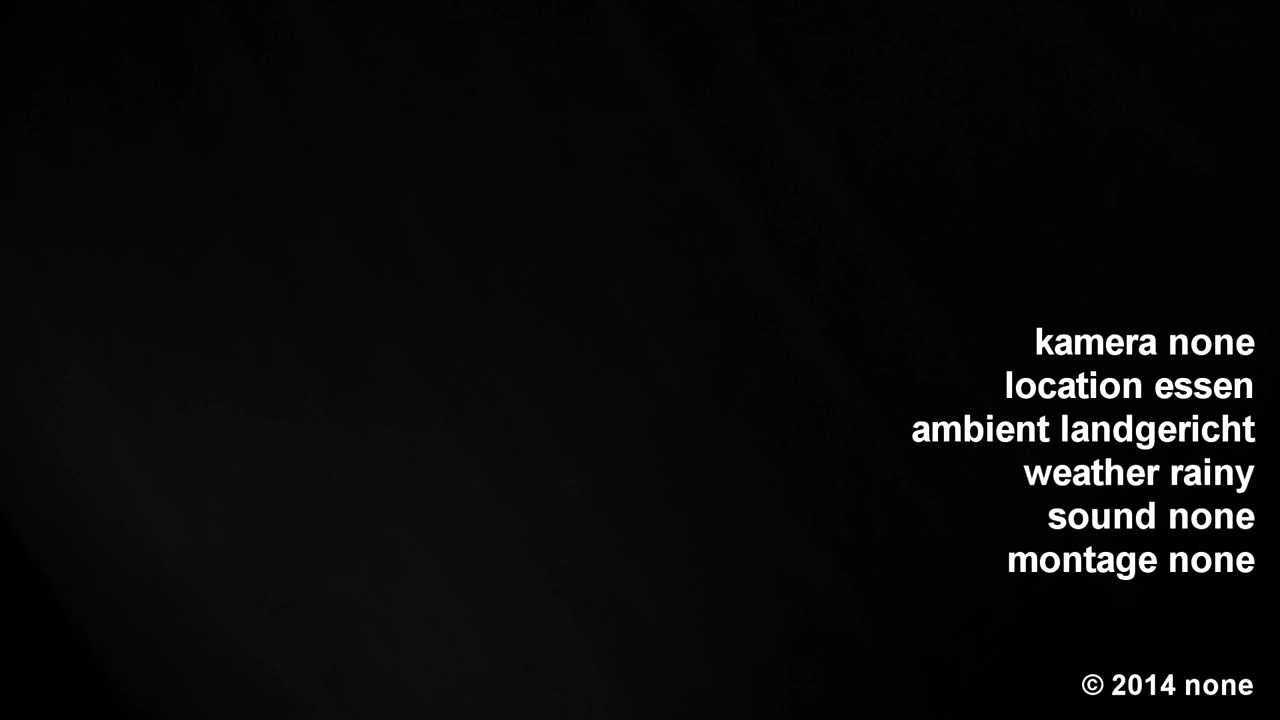 kamera none
location essen
ambient landgericht
weather rainy
sound none
montage none
© 2014 none